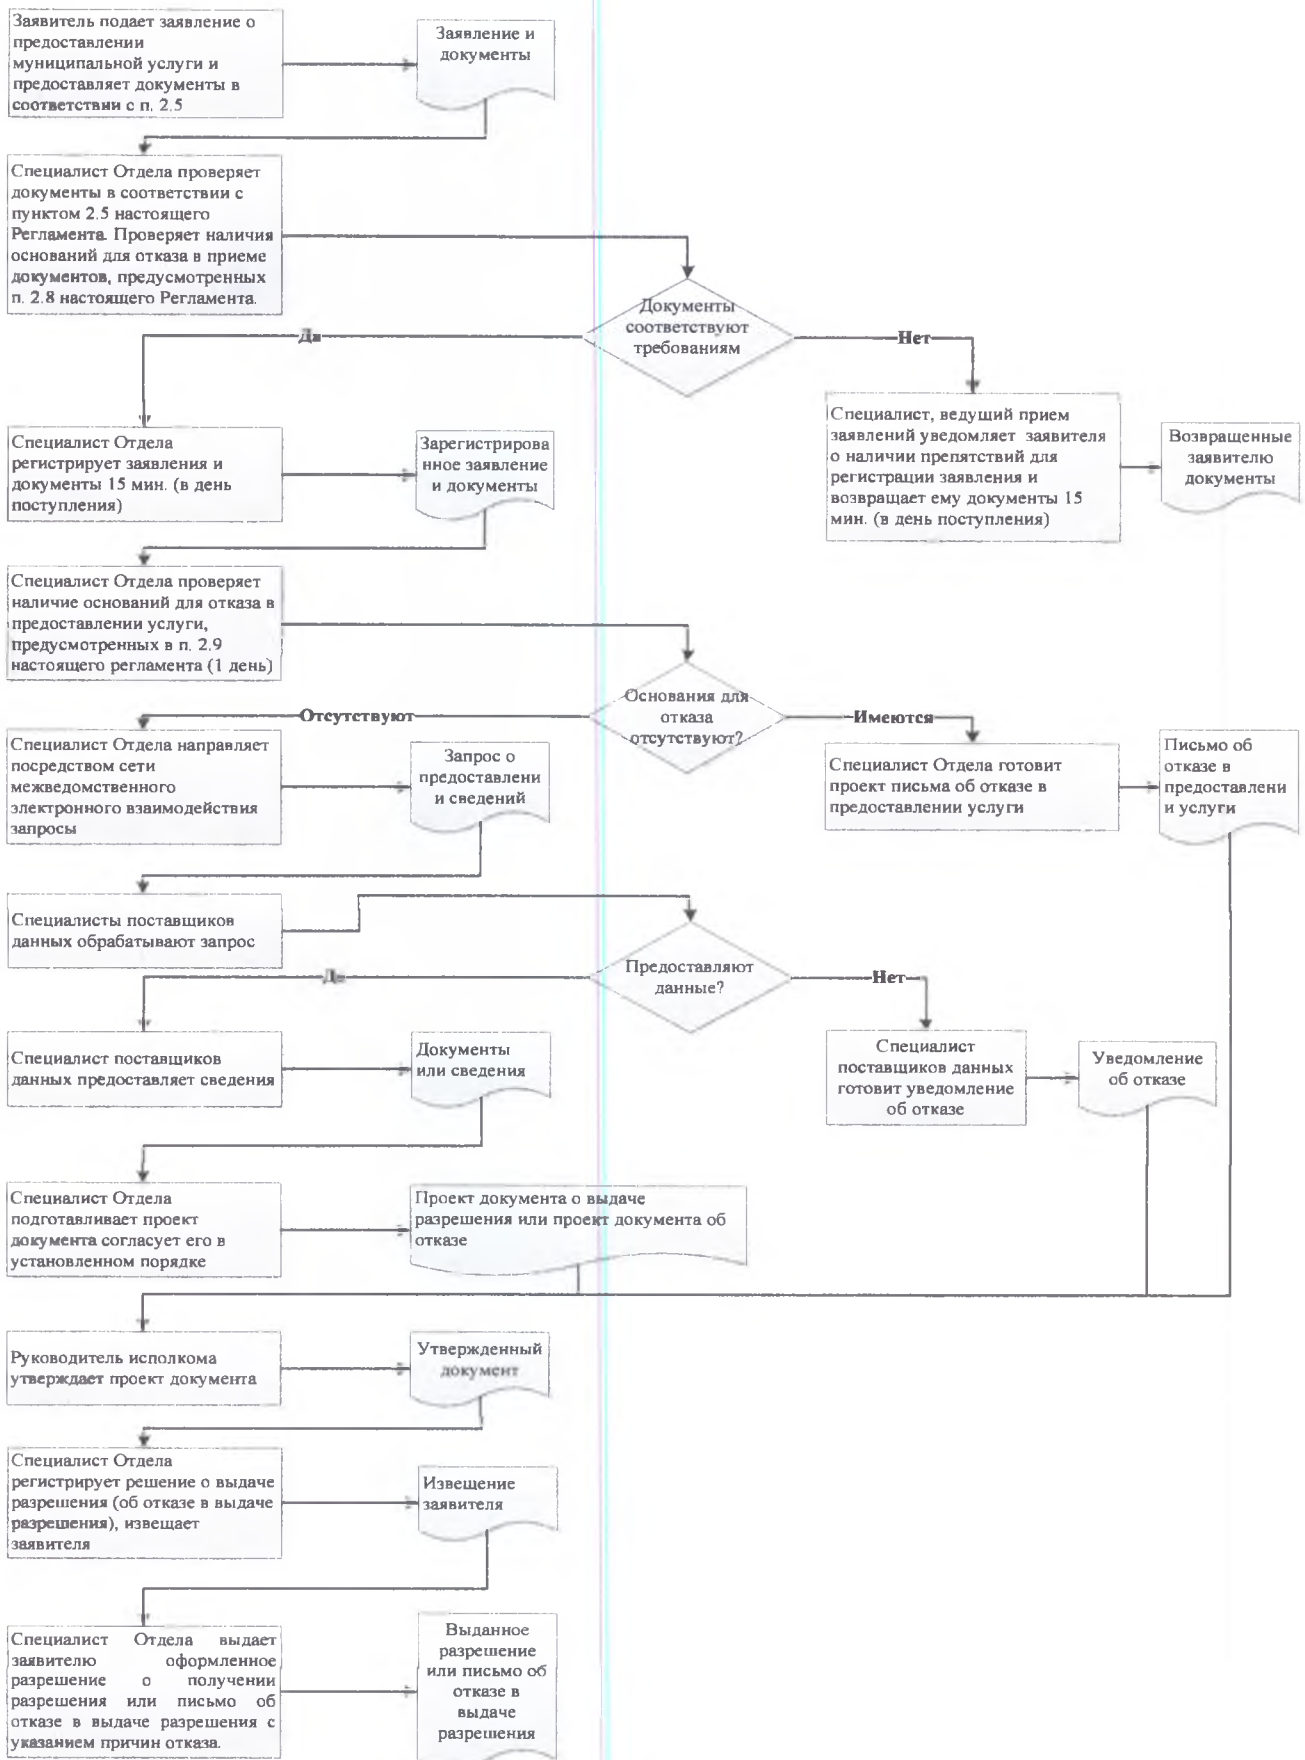 Заявитель подает заявление о
предоставлении
муниципальной услуги и
предоставляет документы в
соответствии с п. 2.5
Заявление и
документы
Специалист Отдела проверяет
документы в соответствии с
пунктом 2.5 настоящего
Регламента. Проверяет наличия
оснований для отказа в приеме
документов, предусмотренных
п. 2.8 настоящего Регламента.
Документы
соответствуют
требованиям
Да
Нет
Специалист Отдела
регистрирует заявления и
документы 15 мин. (в день
поступления)
Зарегистрирова
нное заявление
и документы
Специалист, ведущий прием
заявлений уведомляет заявителя
о наличии препятствий для
регистрации заявления и
возвращает ему документы 15
мин. (в день поступления)
Возвращенные
заявителю
документы
Специалист Отдела проверяет
наличие оснований для отказа в
предоставлении услуги,
предусмотренных в п. 2.9
настоящего регламента (1 день)
Основания для
отказа
отсутствуют?
Отсутствуют
Имеются
Специалист Отдела направляет
посредством сети
межведомственного
электронного взаимодействия
запросы
Запрос о
предоставлени
и сведений
Специалист Отдела готовит
проект письма об отказе в
предоставлении услуги
Письмо об
отказе в
предоставлени
и услуги
Специалисты поставщиков
данных обрабатывают запрос
Предоставляют
данные?
Да
Нет
Специалист поставщиков
данных предоставляет сведения
Документы
или сведения
Специалист
поставщиков данных
готовит уведомление
об отказе
Уведомление
об отказе
Специалист Отдела
подготавливает проект
документа согласует его в
установленном порядке
Проект документа о выдаче
разрешения или проект документа об
отказе
Руководитель исполкома
утверждает проект документа
Утвержденный
документ
Специалист Отдела
регистрирует решение о выдаче
разрешения (об отказе в выдаче
разрешения), извещает
заявителя
Извещение
заявителя
Специалист Отдела выдает
заявителю оформленное
разрешение о получении
разрешения или письмо об
отказе в выдаче разрешения с
указанием причин отказа.
Выданное
разрешение
или письмо об
отказе в
выдаче
разрешения